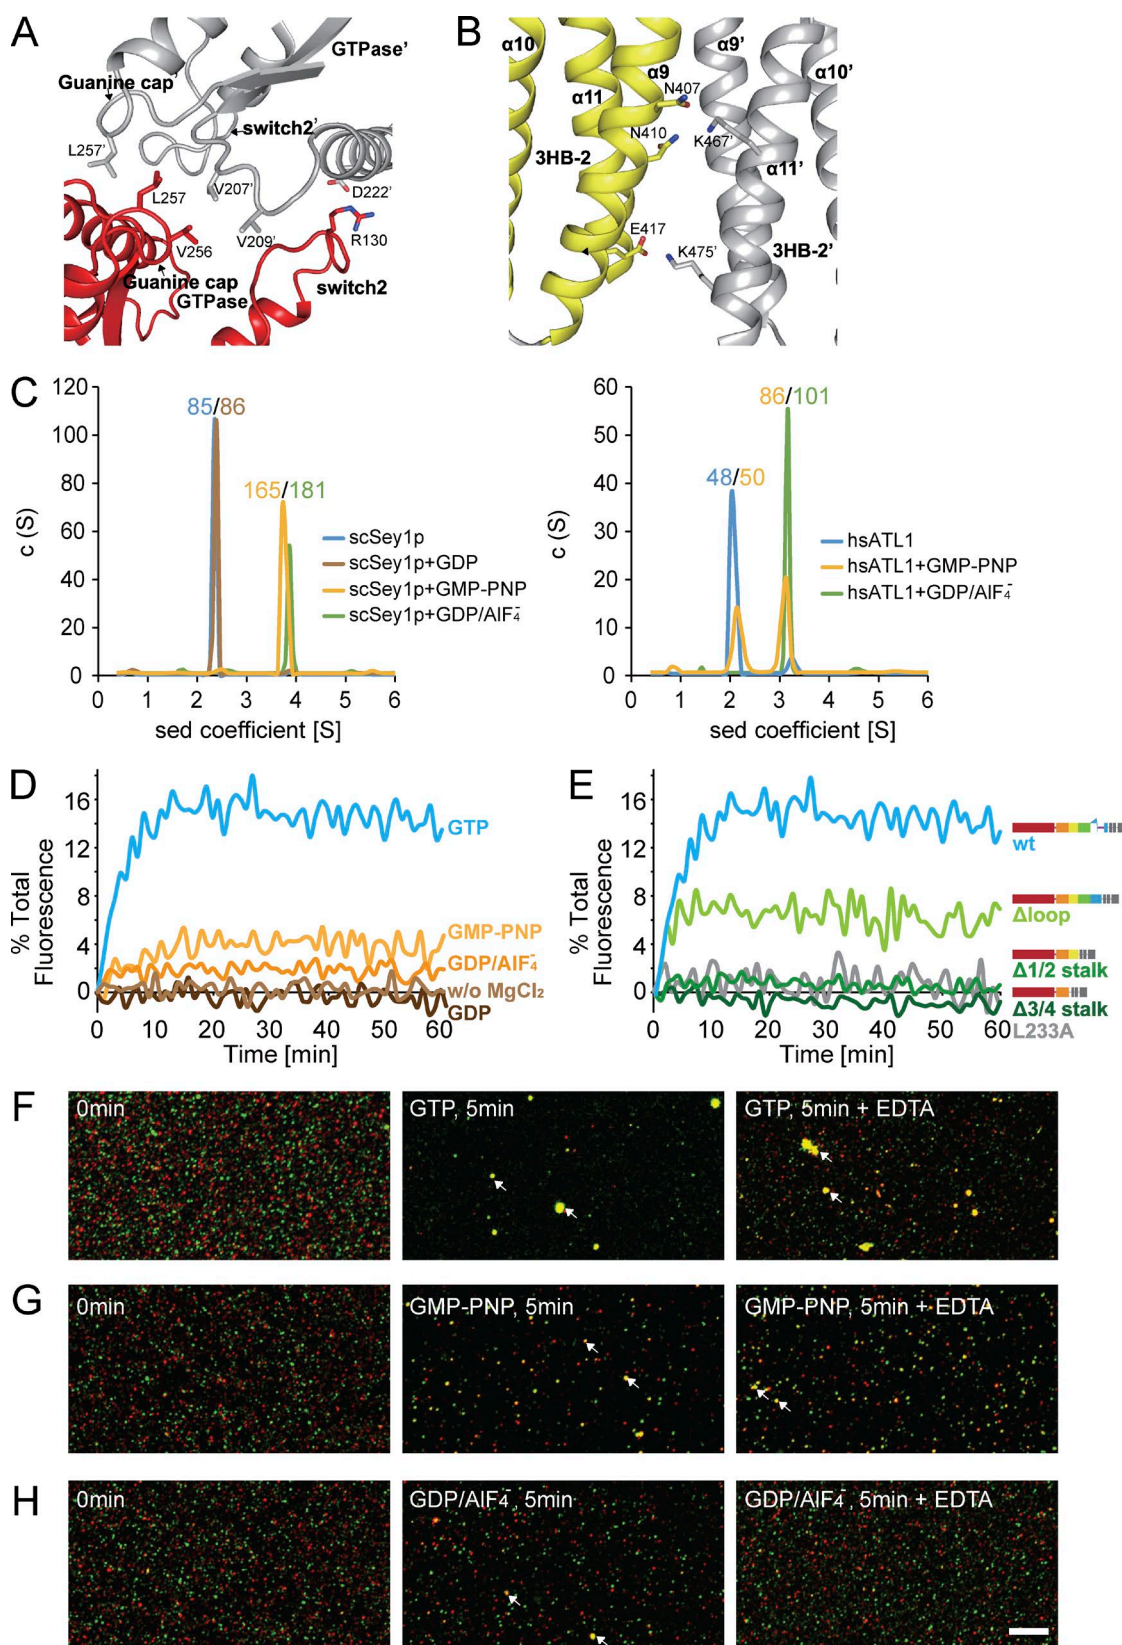 A
GTPase'
Guanine cap'
switch2'
L257'
L257
V207'
D222'
V256
V209'
R130
Guanine cap
GTPase
switch2
B
α10
α9'
α10'
α9
N407
α11
N410
K467'
3HB-2
α11'
E417
K475'
3HB-2'
C
120
100
80
60
40
20
0
c (S)
85/86
165/181
scSey1p
scSey1p+GDP
scSey1p+GMP-PNP
scSey1p+GDP/AlF₄⁻
0 1 2 3 4 5 6
sed coefficient [S]
60
50
40
30
20
10
0
c (S)
86/101
48/50
hsATL1
hsATL1+GMP-PNP
hsATL1+GDP/AlF₄⁻
0 1 2 3 4 5 6
sed coefficient [S]
D
16
12
8
4
0
% Total
Fluorescence
GTP
GMP-PNP
GDP/AlF₄⁻
w/o MgCl₂
GDP
0 10 20 30 40 50 60
Time [min]
E
16
12
8
4
0
% Total
Fluorescence
wt
Δloop
Δ1/2 stalk
Δ3/4 stalk
L233A
0 10 20 30 40 50 60
Time [min]
F
0min
GTP, 5min
GTP, 5min + EDTA
G
0min
GMP-PNP, 5min
GMP-PNP, 5min + EDTA
H
0min
GDP/AlF₄⁻, 5min
GDP/AlF₄⁻, 5min + EDTA